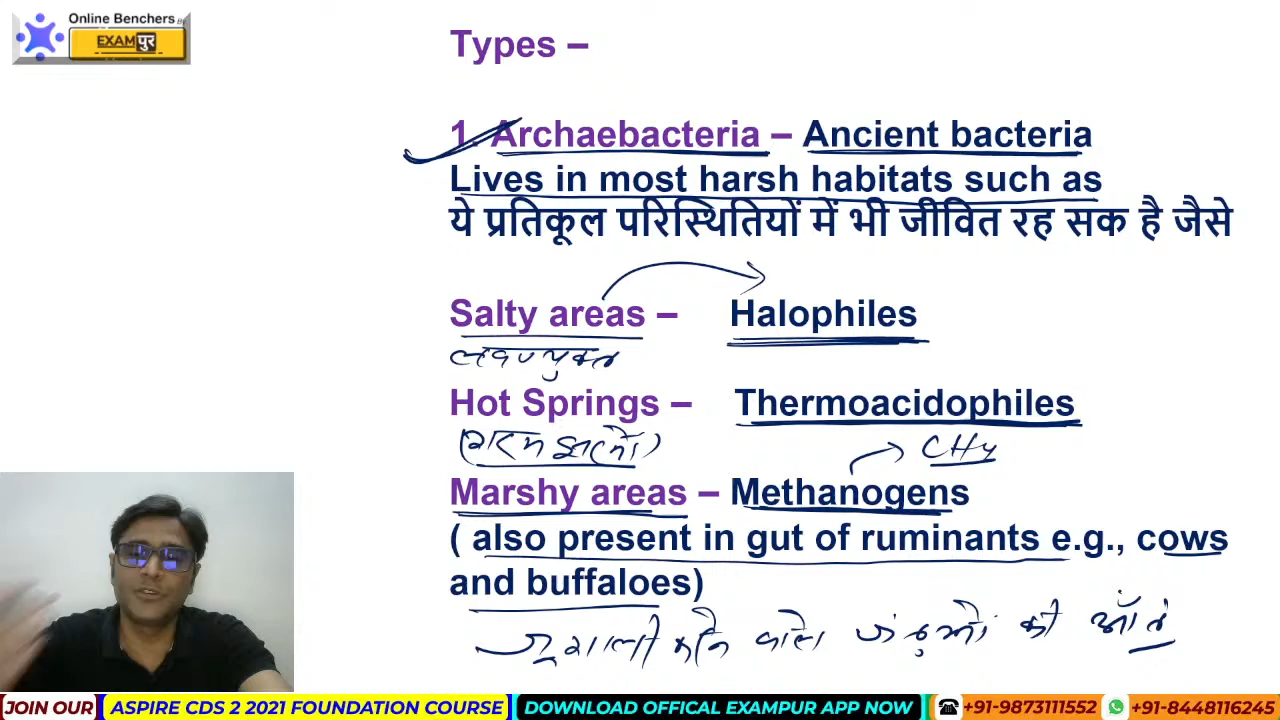 Online Benchers By
EXAMपुर
Types –
1. Archaebacteria – Ancient bacteria
Lives in most harsh habitats such as
ये प्रतिकूल परिस्थितियों में भी जीवित रह सक है जैसे
Salty areas – Halophiles
लवणयुक्त
Hot Springs – Thermoacidophiles
(गरम झरनों) CH4
Marshy areas – Methanogens
( also present in gut of ruminants e.g., cows
and buffaloes)
जुगाली करने वाले जंतुओं की आँत
JOIN OUR ASPIRE CDS 2 2021 FOUNDATION COURSE DOWNLOAD OFFICAL EXAMPUR APP NOW +91-9873111552 +91-8448116245